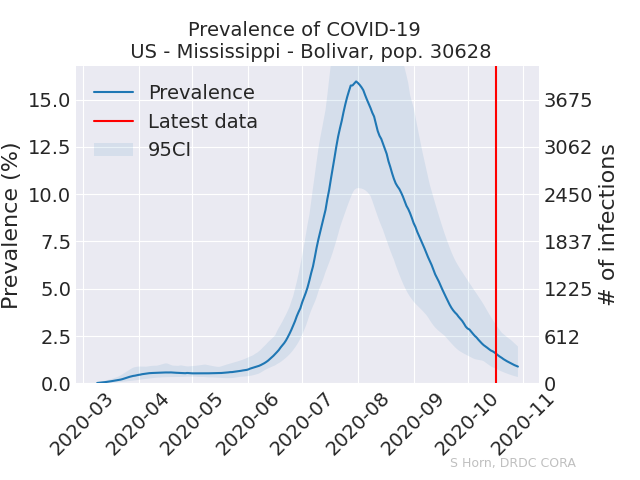 Prevalence of COVID-19
US - Mississippi - Bolivar, pop. 30628
Prevalence
Latest data
95CI
Prevalence (%)
15.0
12.5
10.0
7.5
5.0
2.5
0.0
3675
3062
2450
1837
1225
612
0
# of infections
2020-03
2020-04
2020-05
2020-06
2020-07
2020-08
2020-09
2020-10
2020-11
S Horn, DRDC CORA